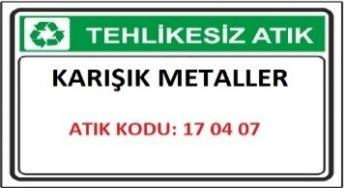 TEHLİKESİZ ATIK
KARIŞIK METALLER
ATIK KODU: 17 04 07